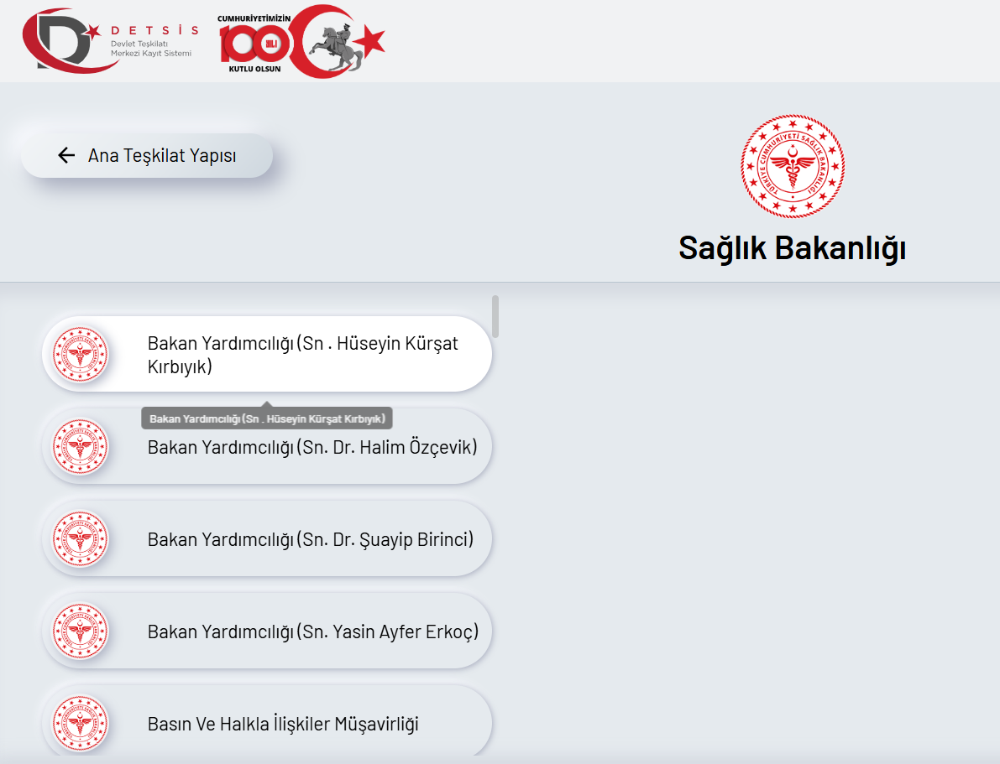 DETSİS
Devlet Teşkilatı
Merkezi Kayıt Sistemi
CUMHURİYETİMİZİN
100
KUTLU OLSUN
Ana Teşkilat Yapısı
TÜRKİYE CUMHURİYETİ SAĞLIK BAKANLIĞI
Sağlık Bakanlığı
Bakan Yardımcılığı (Sn . Hüseyin Kürşat
Kırbıyık)
Bakan Yardımcılığı (Sn . Hüseyin Kürşat Kırbıyık)
Bakan Yardımcılığı (Sn. Dr. Halim Özçevik)
Bakan Yardımcılığı (Sn. Dr. Şuayip Birinci)
Bakan Yardımcılığı (Sn. Yasin Ayfer Erkoç)
Basın Ve Halkla İlişkiler Müşavirliği